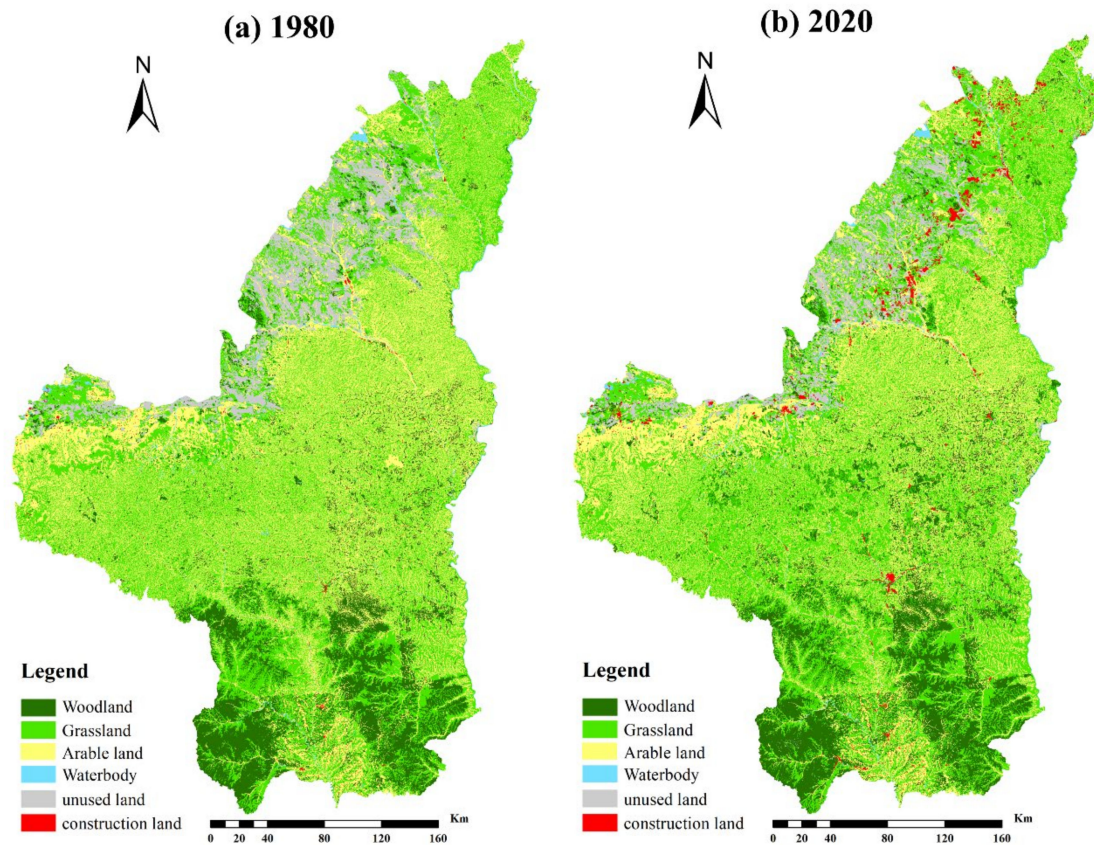 (a) 1980
N
Legend
Woodland
Grassland
Arable land
Waterbody
unused land
construction land
Km
0 20 40 80 120 160
(b) 2020
N
Legend
Woodland
Grassland
Arable land
Waterbody
unused land
construction land
Km
0 20 40 80 120 160